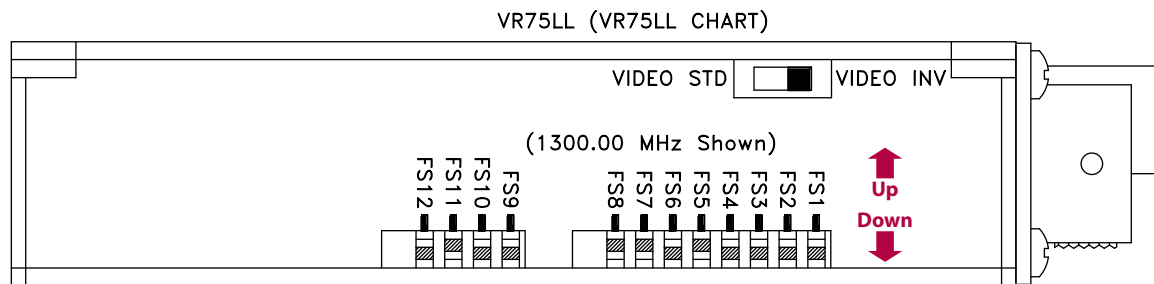 VR75LL (VR75LL CHART)
VIDEO STD
VIDEO INV
(1300.00 MHz Shown)
FS12
FS11
FS10
FS9
FS8
FS7
FS6
FS5
FS4
FS3
FS2
FS1
Up
Down